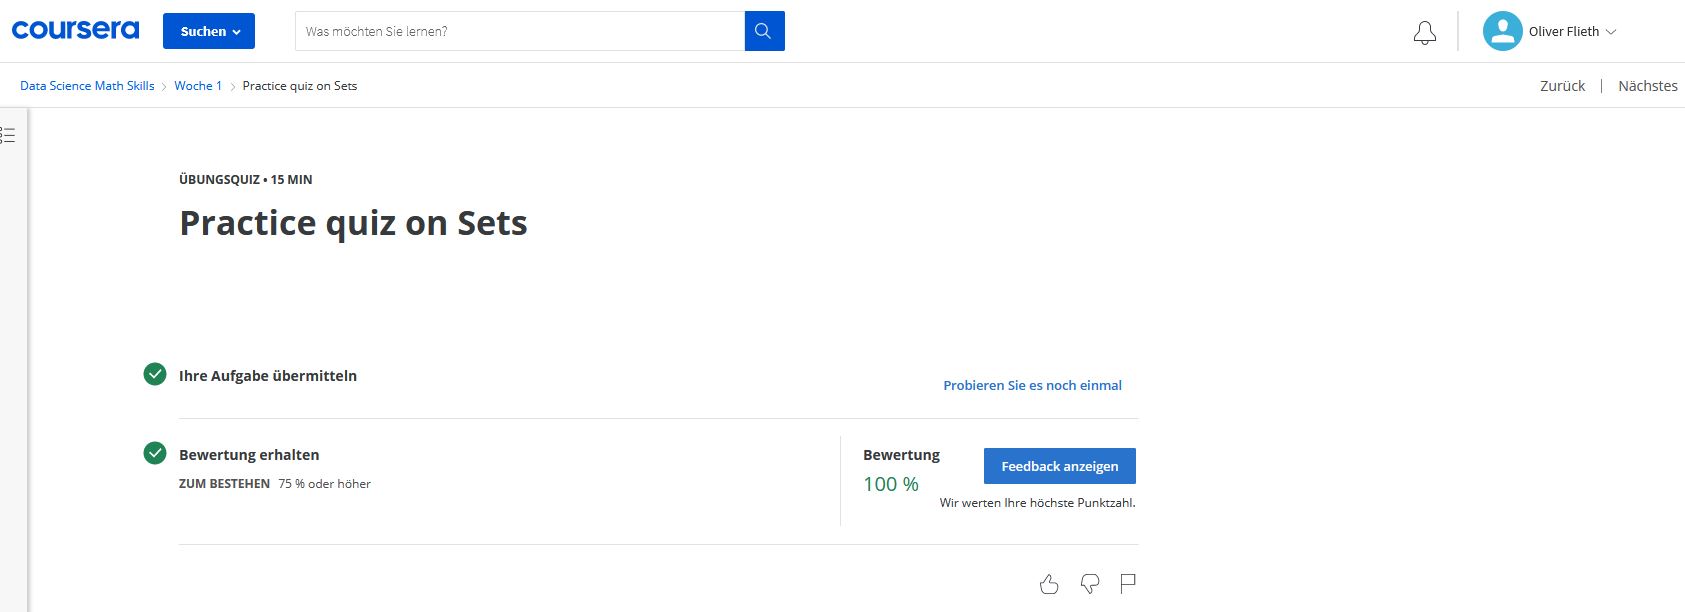 coursera Suchen Was möchten Sie lernen? Oliver Flieth
Data Science Math Skills > Woche 1 > Practice quiz on Sets Zurück | Nächstes
ÜBUNGSQUIZ • 15 MIN
Practice quiz on Sets
Ihre Aufgabe übermitteln
Probieren Sie es noch einmal
Bewertung erhalten
ZUM BESTEHEN 75 % oder höher
Bewertung
100 %
Feedback anzeigen
Wir werten Ihre höchste Punktzahl.